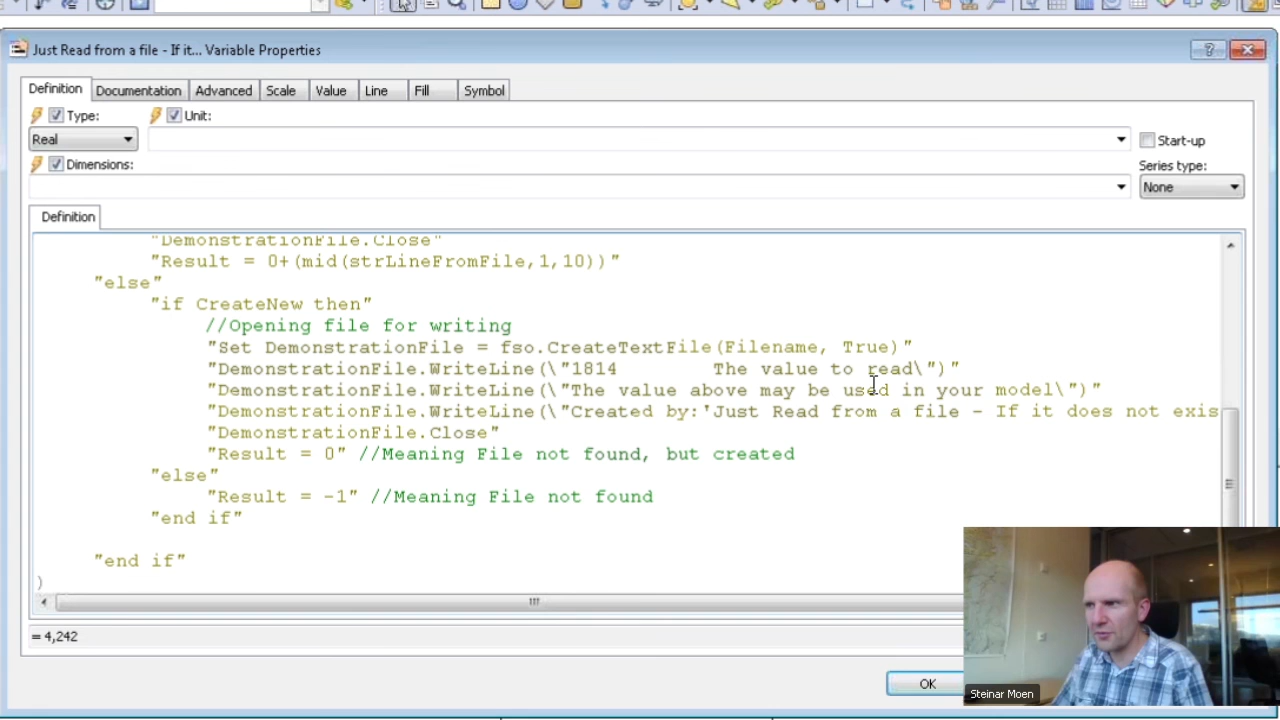 Just Read from a file - If it... Variable Properties
?
Definition Documentation Advanced Scale Value Line Fill Symbol
Type: Unit:
Real
Start-up
Dimensions:
Series type:
None
Definition
"DemonstrationFile.Close"
"Result = 0+(mid(strLineFromFile,1,10))"
"else"
"if CreateNew then"
//Opening file for writing
"Set DemonstrationFile = fso.CreateTextFile(Filename, True)"
"DemonstrationFile.WriteLine(\"1814 The value to read\")"
"DemonstrationFile.WriteLine(\"The value above may be used in your model\")"
"DemonstrationFile.WriteLine(\"Created by:'Just Read from a file - If it does not exis
"DemonstrationFile.Close"
"Result = 0" //Meaning File not found, but created
"else"
"Result = -1" //Meaning File not found
"end if"
"end if"
)
= 4,242
OK
Steinar Moen